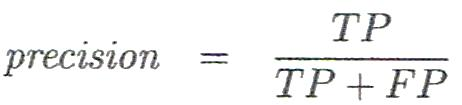 precision = TP / TP + FP